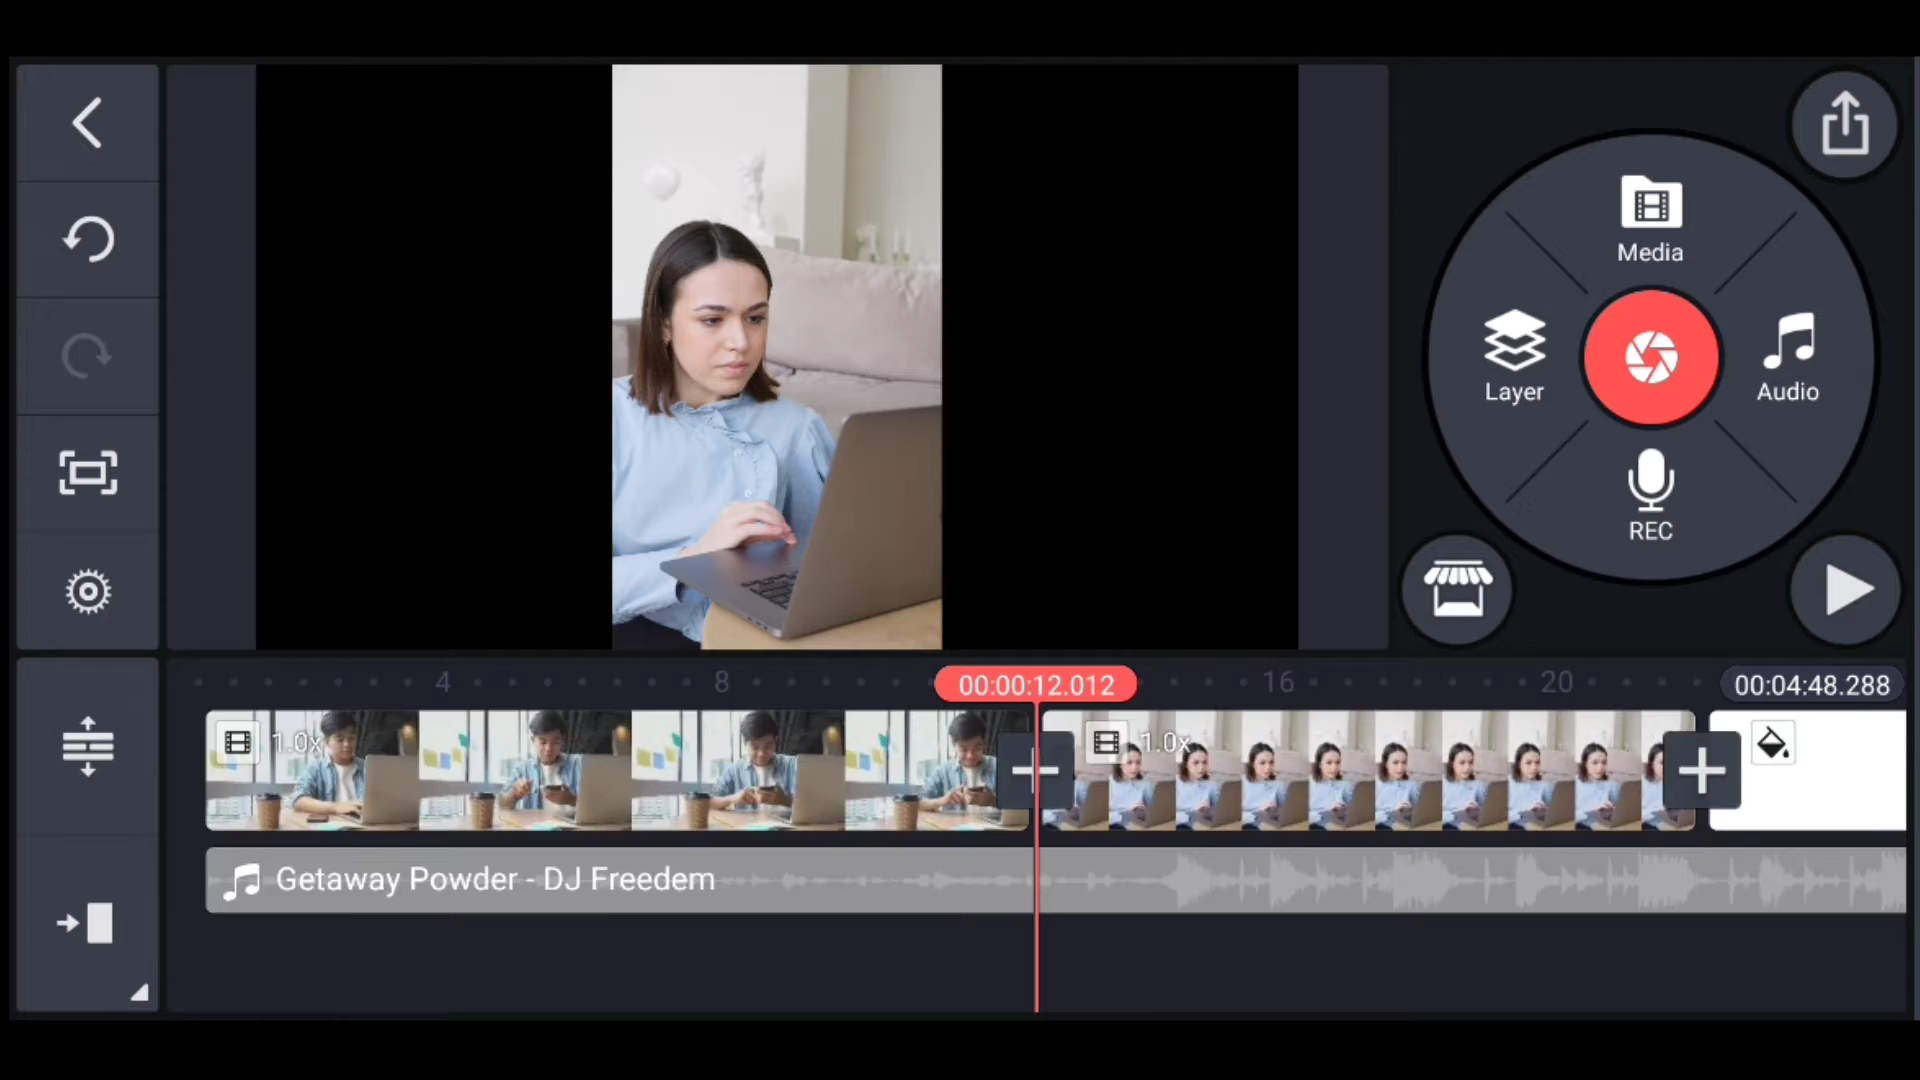 Media
Layer
Audio
REC
4
8
00:00:12.012
16
20
00:04:48.288
1.0x
1.0x
Getaway Powder - DJ Freedem